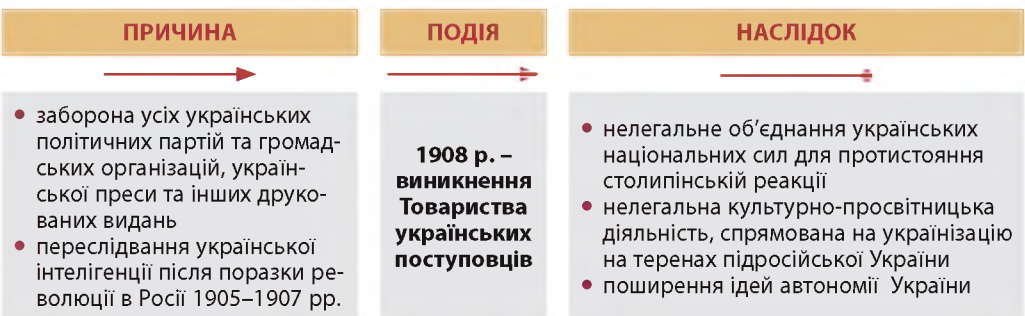 ПРИЧИНА
ПОДІЯ
НАСЛІДОК
• заборона усіх українських
політичних партій та громад-
ських організацій, україн-
ської преси та інших друко-
ваних видань
• переслідвання української
інтелігенції після поразки ре-
волюції в Росії 1905–1907 рр.
1908 р. –
виникнення
Товариства
українських
поступовців
• нелегальне об’єднання українських
національних сил для протистояння
столипінській реакції
• нелегальна культурно-просвітницька
діяльність, спрямована на українізацію
на теренах підросійської України
• поширення ідей автономії України